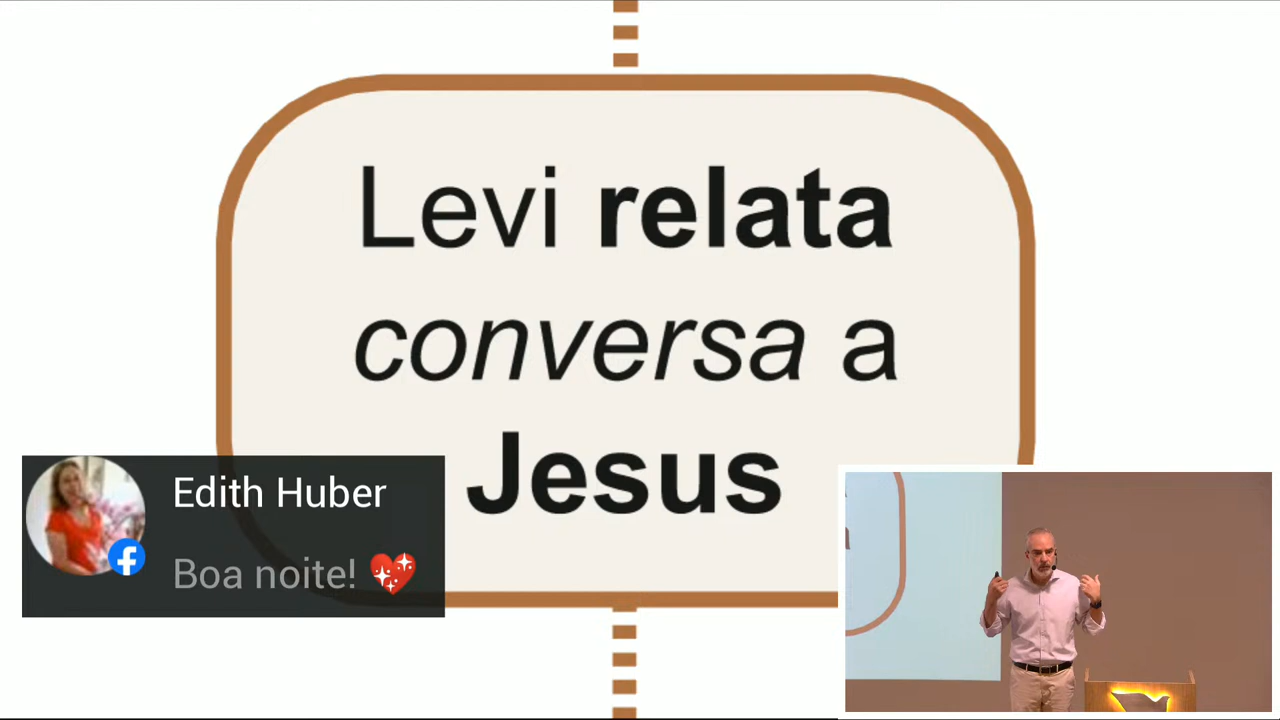 Levi relata
conversa a
Jesus
Edith Huber
Boa noite! 💖